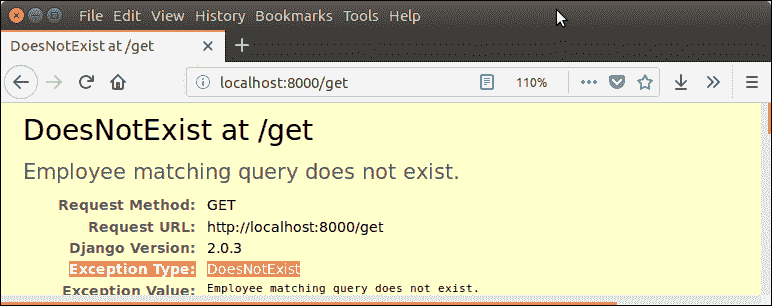 File Edit View History Bookmarks Tools Help
DoesNotExist at /get
localhost:8000/get
110%
DoesNotExist at /get
Employee matching query does not exist.
Request Method: GET
Request URL: http://localhost:8000/get
Django Version: 2.0.3
Exception Type: DoesNotExist
Exception Value: Employee matching query does not exist.